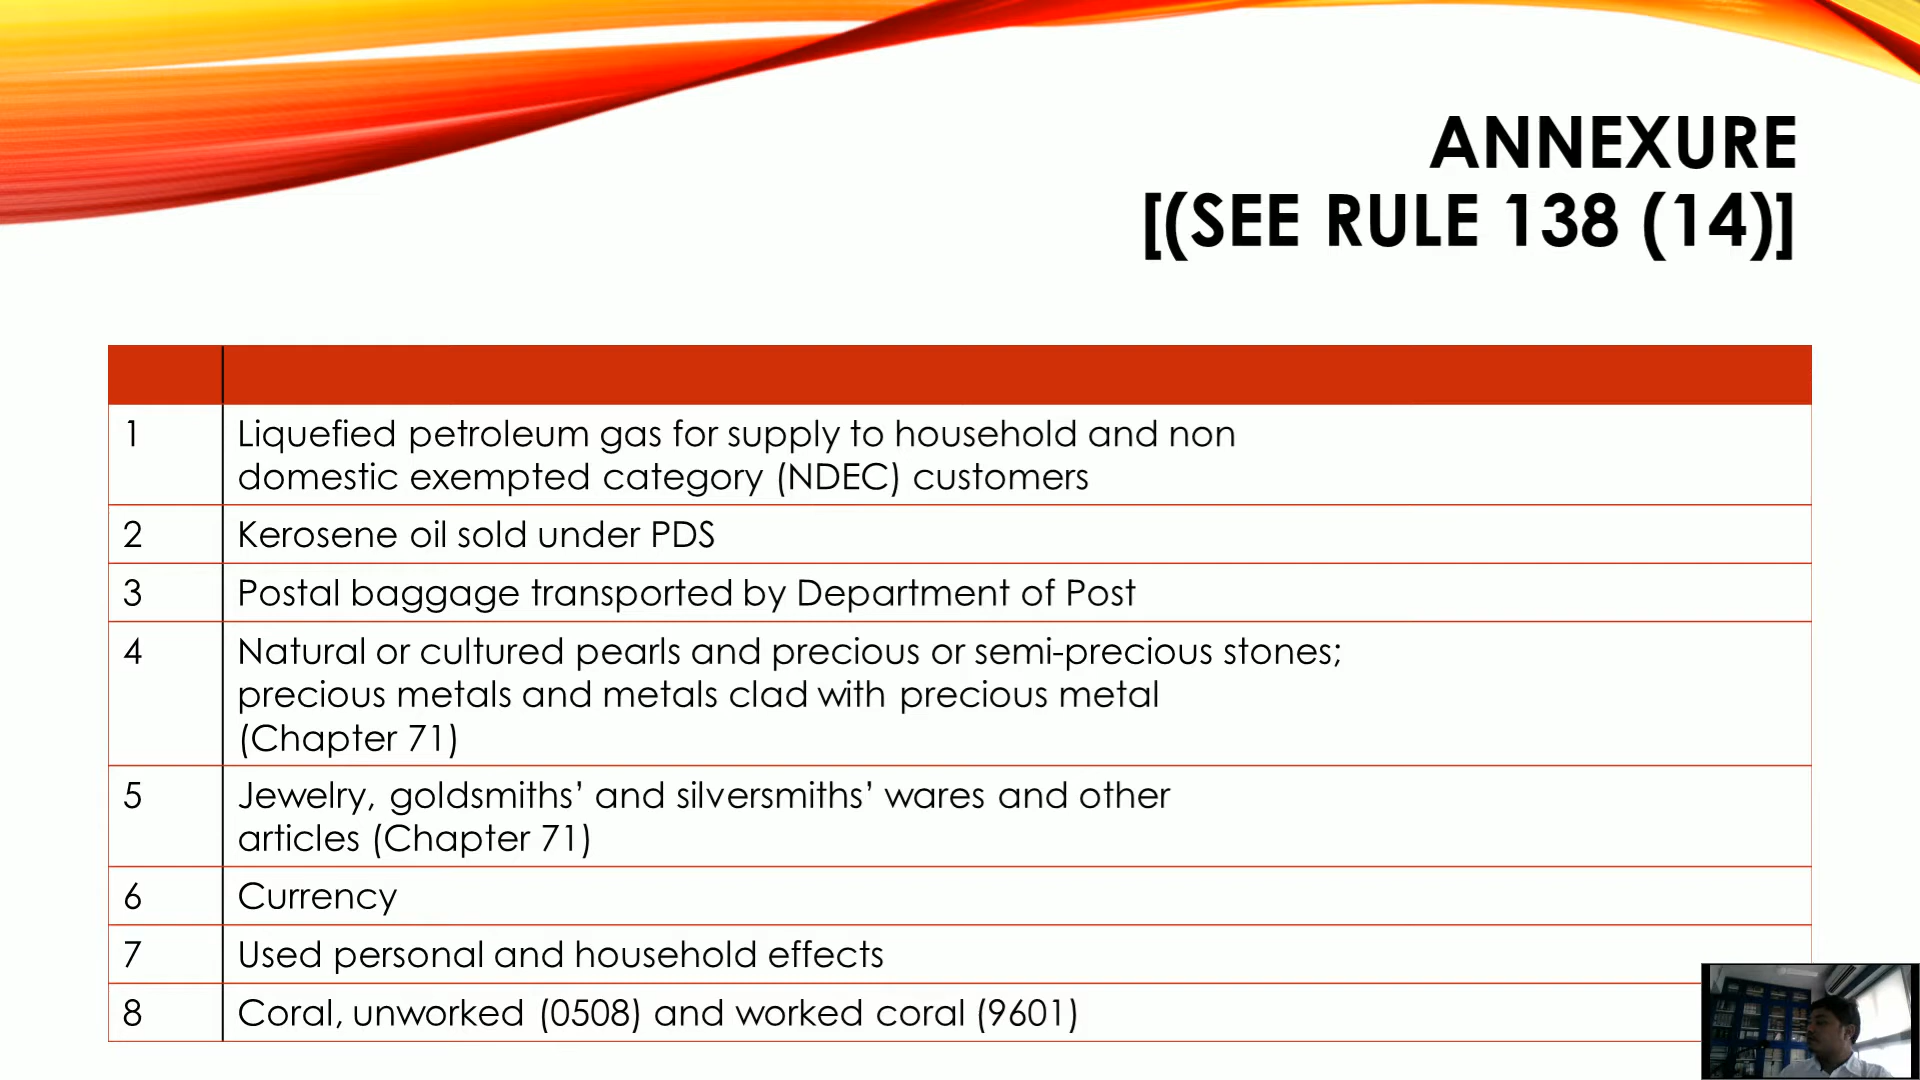 ANNEXURE
[(SEE RULE 138 (14)]
1 Liquefied petroleum gas for supply to household and non
domestic exempted category (NDEC) customers
2 Kerosene oil sold under PDS
3 Postal baggage transported by Department of Post
4 Natural or cultured pearls and precious or semi-precious stones;
precious metals and metals clad with precious metal
(Chapter 71)
5 Jewelry, goldsmiths’ and silversmiths’ wares and other
articles (Chapter 71)
6 Currency
7 Used personal and household effects
8 Coral, unworked (0508) and worked coral (9601)